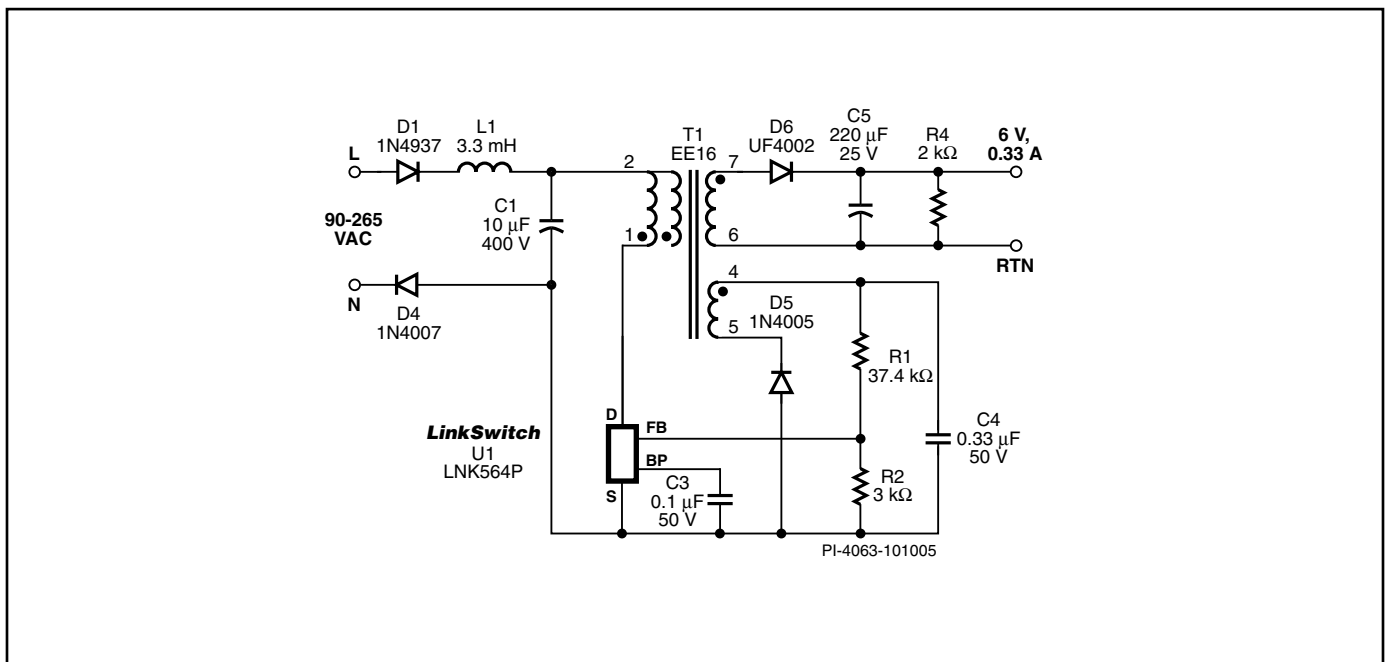 D1
1N4937
L1
3.3 mH
L
90-265
VAC
C1
10 µF
400 V
N
D4
1N4007
T1
EE16
2
1
7
6
4
5
D6
UF4002
C5
220 µF
25 V
R4
2 kΩ
6 V,
0.33 A
RTN
D5
1N4005
R1
37.4 kΩ
C4
0.33 µF
50 V
R2
3 kΩ
LinkSwitch
U1
LNK564P
D
FB
BP
S
C3
0.1 µF
50 V
PI-4063-101005